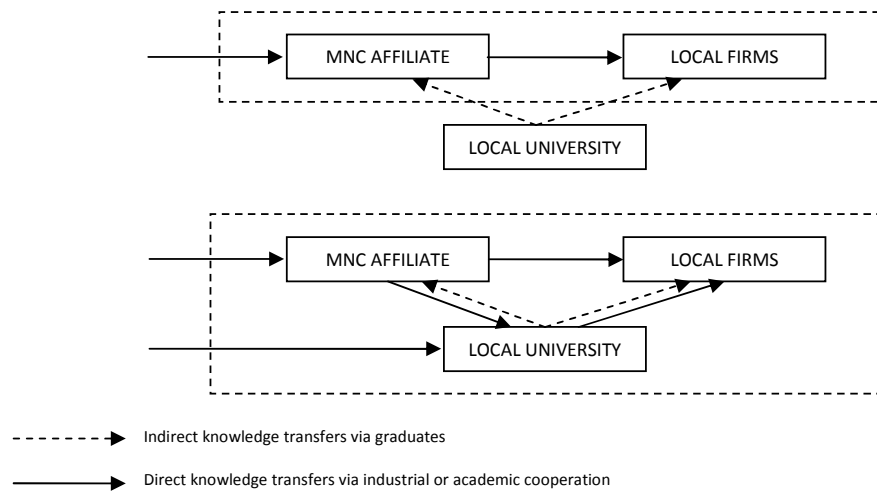 MNC AFFILIATE
LOCAL FIRMS
LOCAL UNIVERSITY
MNC AFFILIATE
LOCAL FIRMS
LOCAL UNIVERSITY
Indirect knowledge transfers via graduates
Direct knowledge transfers via industrial or academic cooperation